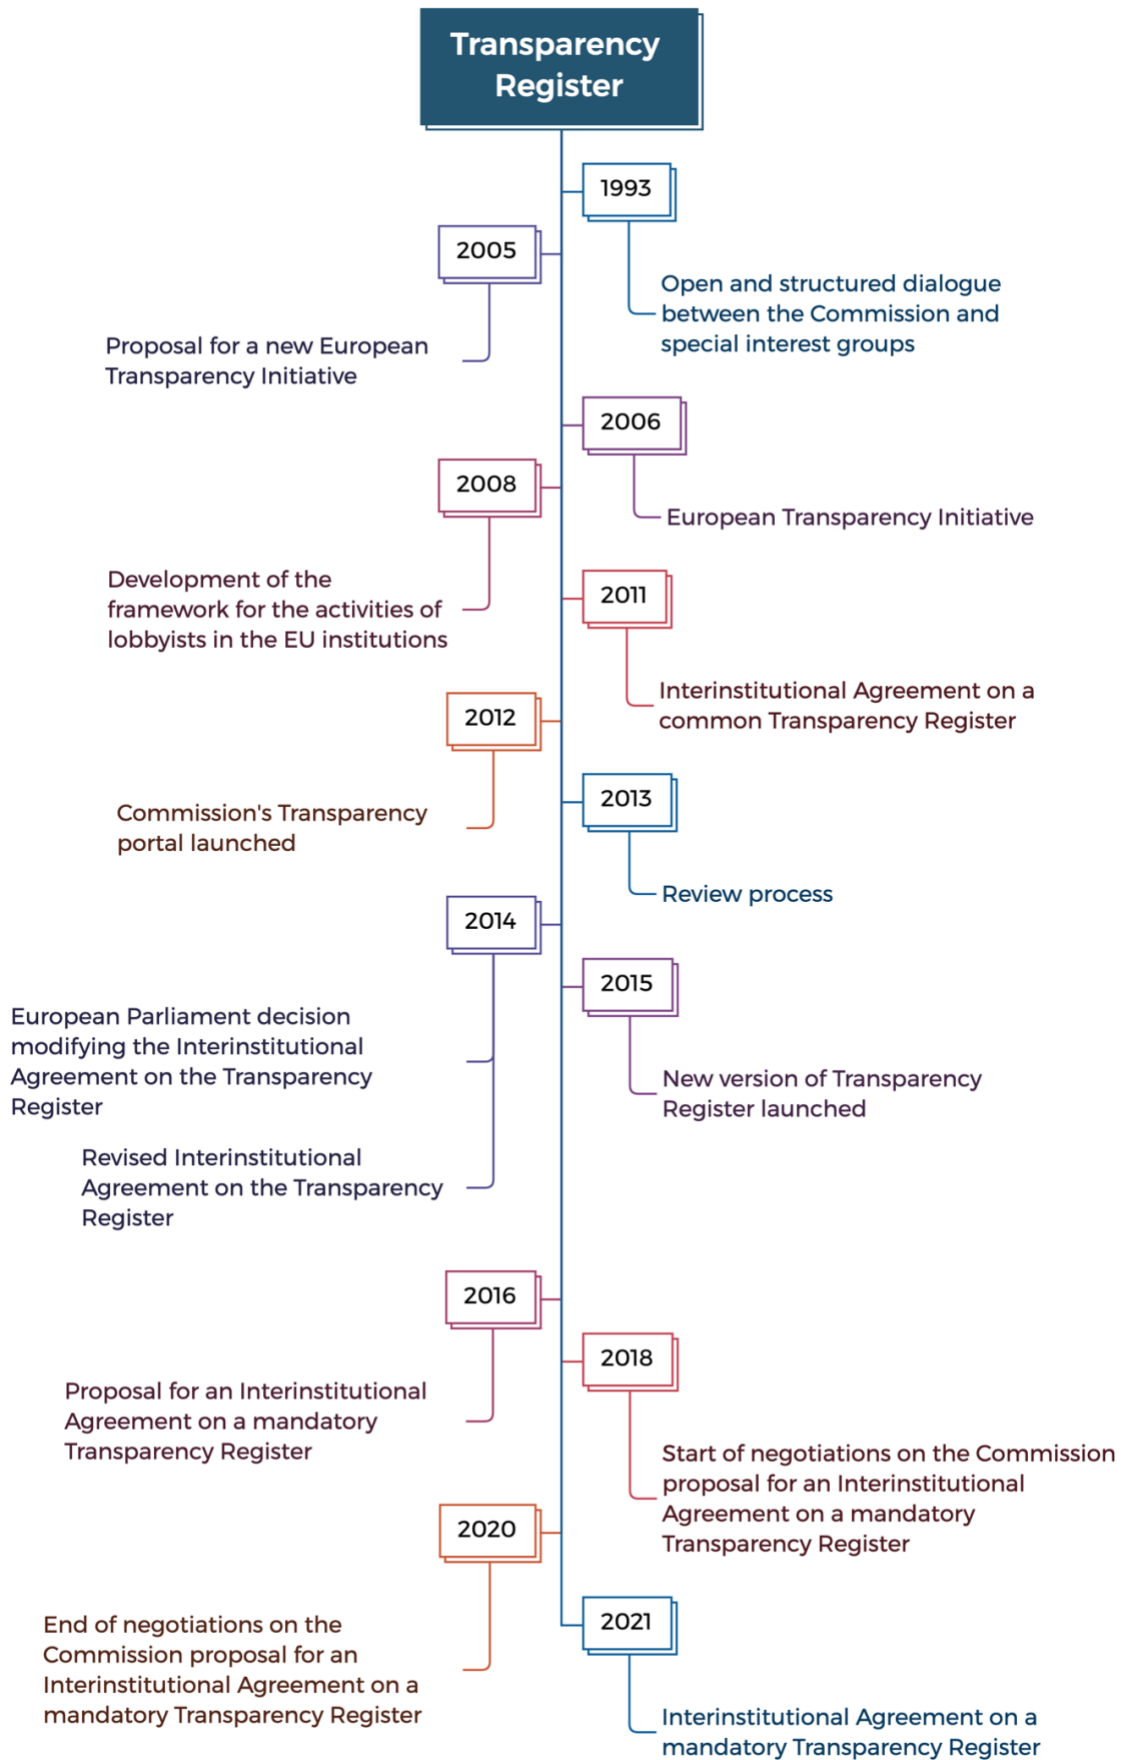 Transparency
Register
1993
Open and structured dialogue
between the Commission and
special interest groups
2005
Proposal for a new European
Transparency Initiative
2006
European Transparency Initiative
2008
Development of the
framework for the activities of
lobbyists in the EU institutions
2011
Interinstitutional Agreement on a
common Transparency Register
2012
Commission's Transparency
portal launched
2013
Review process
2014
European Parliament decision
modifying the Interinstitutional
Agreement on the Transparency
Register
Revised Interinstitutional
Agreement on the Transparency
Register
2015
New version of Transparency
Register launched
2016
Proposal for an Interinstitutional
Agreement on a mandatory
Transparency Register
2018
Start of negotiations on the Commission
proposal for an Interinstitutional
Agreement on a mandatory
Transparency Register
2020
End of negotiations on the
Commission proposal for an
Interinstitutional Agreement on a
mandatory Transparency Register
2021
Interinstitutional Agreement on a
mandatory Transparency Register